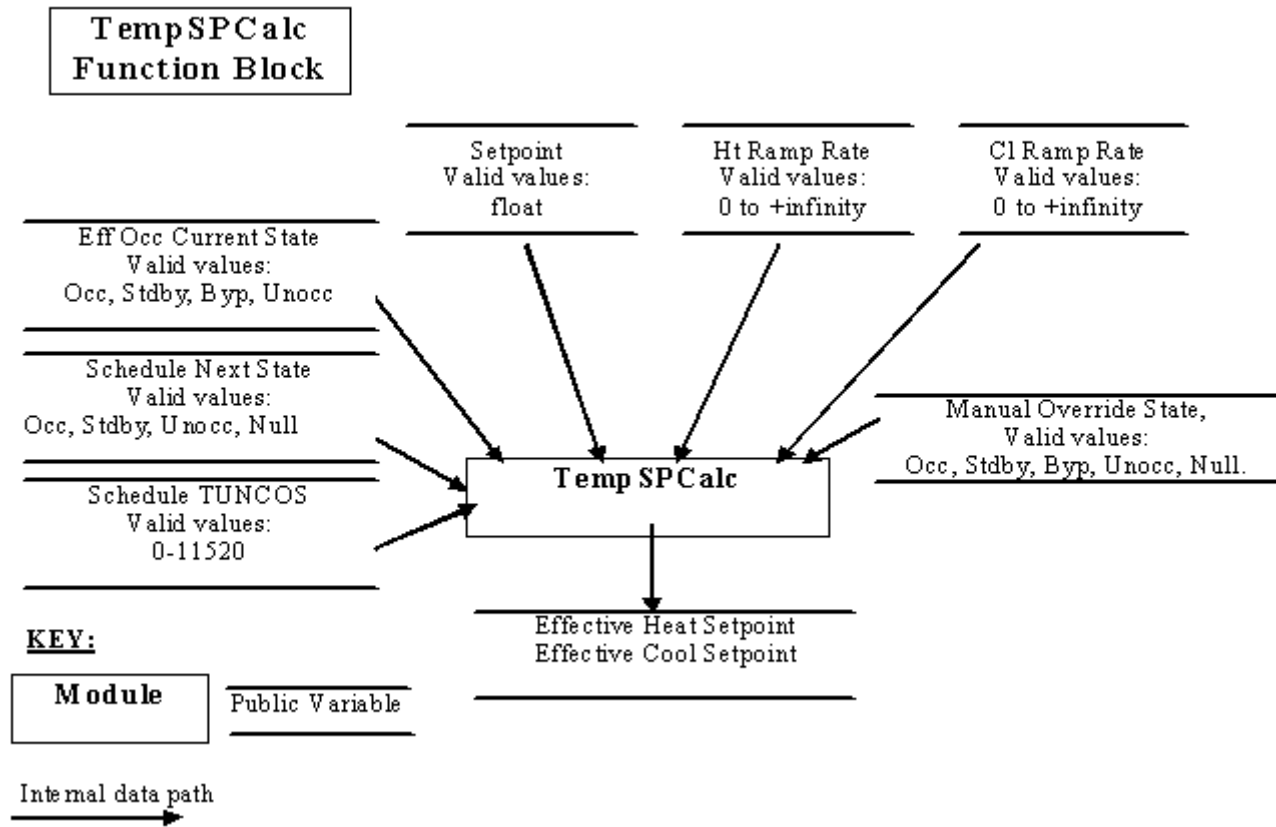 TempSPCalc
Function Block
Setpoint
Valid values:
float
Ht Ramp Rate
Valid values:
0 to +infinity
Cl Ramp Rate
Valid values:
0 to +infinity
Eff Occ Current State
Valid values:
Occ, Stdby, Byp, Unocc
Schedule Next State
Valid values:
Occ, Stdby, Unocc, Null
Schedule TUNCOS
Valid values:
0-11520
Manual Override State,
Valid values:
Occ, Stdby, Byp, Unocc, Null.
TempSPCalc
Effective Heat Setpoint
Effective Cool Setpoint
KEY:
Module
Public Variable
Internal data path